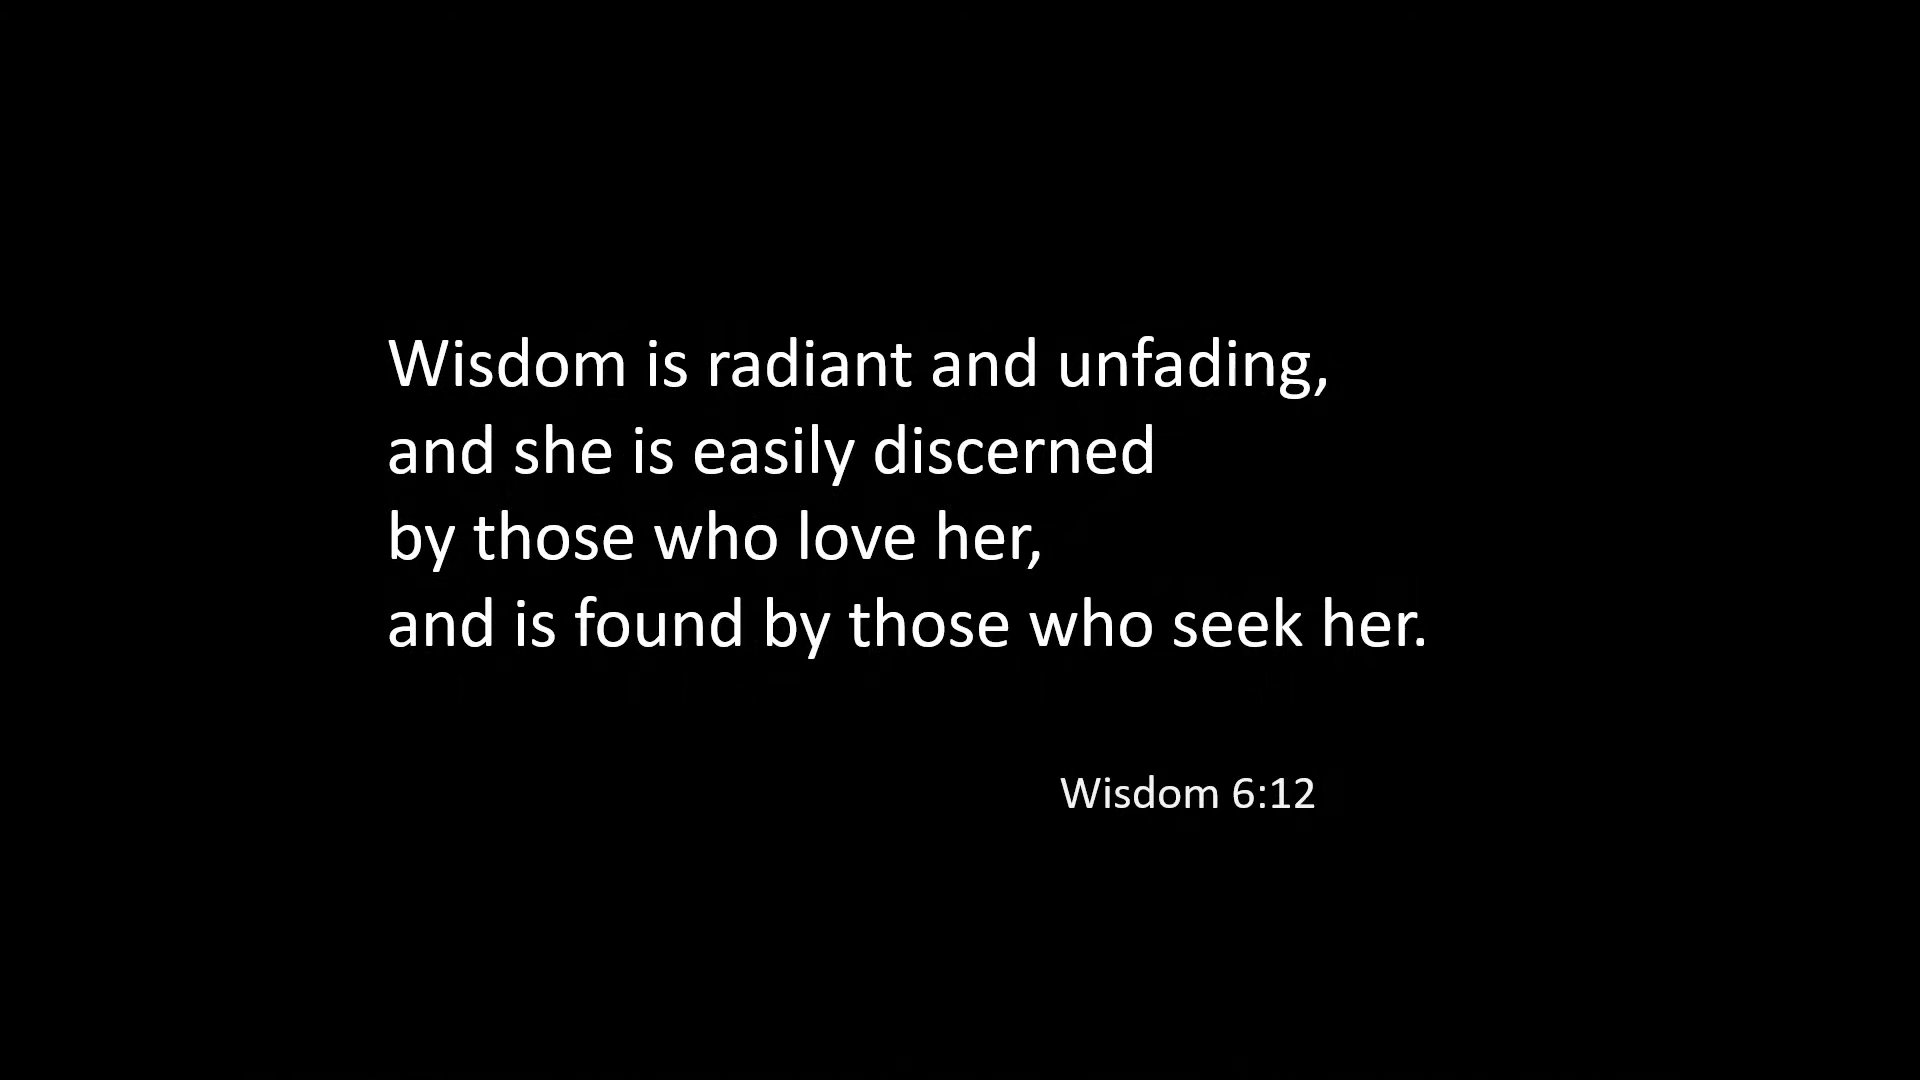 Wisdom is radiant and unfading,
and she is easily discerned
by those who love her,
and is found by those who seek her.
Wisdom 6:12